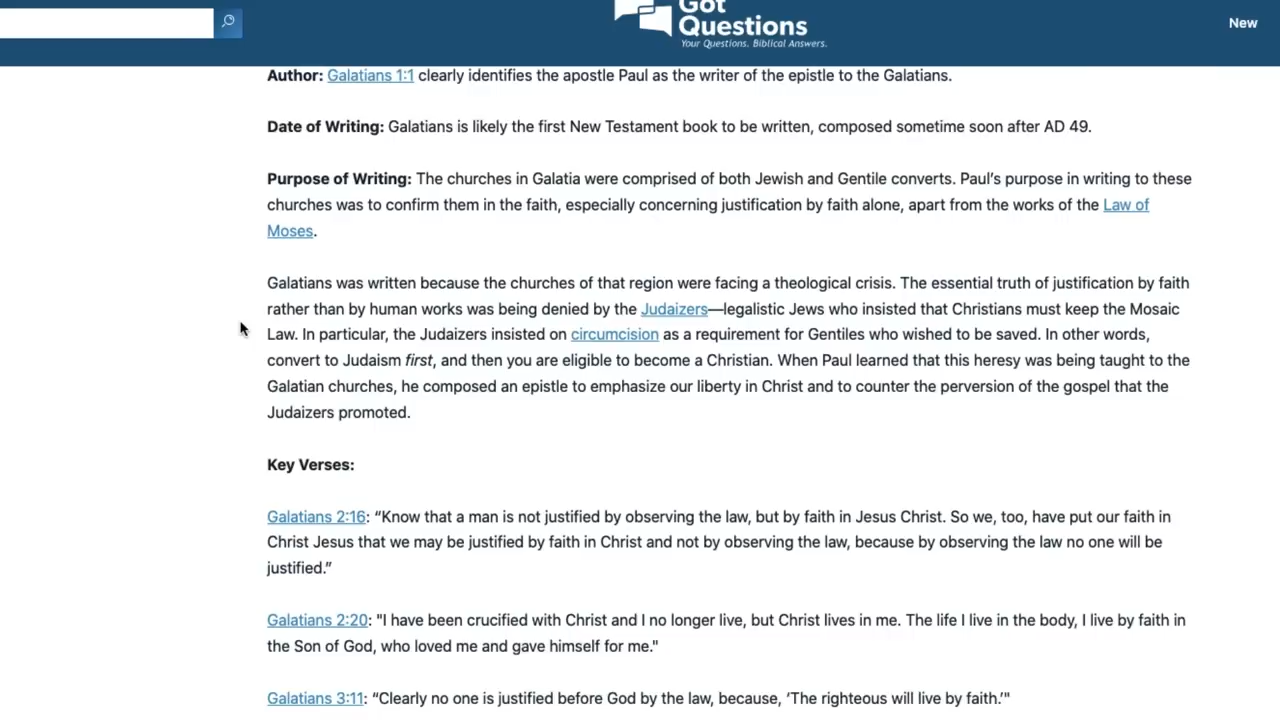 Got
Questions
Your Questions. Biblical Answers.
New
Author: Galatians 1:1 clearly identifies the apostle Paul as the writer of the epistle to the Galatians.
Date of Writing: Galatians is likely the first New Testament book to be written, composed sometime soon after AD 49.
Purpose of Writing: The churches in Galatia were comprised of both Jewish and Gentile converts. Paul’s purpose in writing to these
churches was to confirm them in the faith, especially concerning justification by faith alone, apart from the works of the Law of
Moses.
Galatians was written because the churches of that region were facing a theological crisis. The essential truth of justification by faith
rather than by human works was being denied by the Judaizers—legalistic Jews who insisted that Christians must keep the Mosaic
Law. In particular, the Judaizers insisted on circumcision as a requirement for Gentiles who wished to be saved. In other words,
convert to Judaism first, and then you are eligible to become a Christian. When Paul learned that this heresy was being taught to the
Galatian churches, he composed an epistle to emphasize our liberty in Christ and to counter the perversion of the gospel that the
Judaizers promoted.
Key Verses:
Galatians 2:16: “Know that a man is not justified by observing the law, but by faith in Jesus Christ. So we, too, have put our faith in
Christ Jesus that we may be justified by faith in Christ and not by observing the law, because by observing the law no one will be
justified.”
Galatians 2:20: "I have been crucified with Christ and I no longer live, but Christ lives in me. The life I live in the body, I live by faith in
the Son of God, who loved me and gave himself for me."
Galatians 3:11: “Clearly no one is justified before God by the law, because, ‘The righteous will live by faith.’"